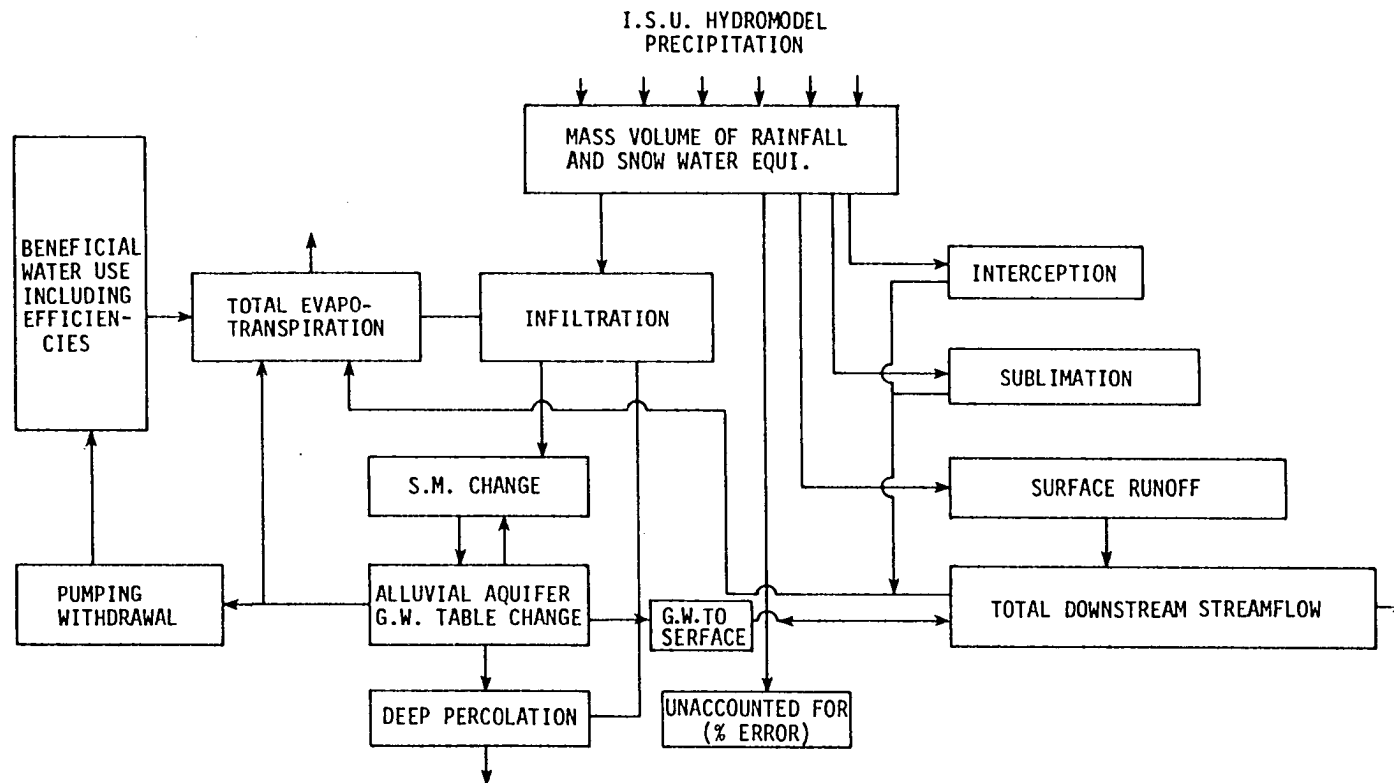 I.S.U. HYDROMODEL
PRECIPITATION
MASS VOLUME OF RAINFALL
AND SNOW WATER EQUI.
BENEFICIAL
WATER USE
INCLUDING
EFFICIEN-
CIES
TOTAL EVAPO-
TRANSPIRATION
INFILTRATION
INTERCEPTION
SUBLIMATION
S.M. CHANGE
SURFACE RUNOFF
PUMPING
WITHDRAWAL
ALLUVIAL AQUIFER
G.W. TABLE CHANGE
G.W.TO
SERFACE
TOTAL DOWNSTREAM STREAMFLOW
DEEP PERCOLATION
UNACCOUNTED FOR
(% ERROR)